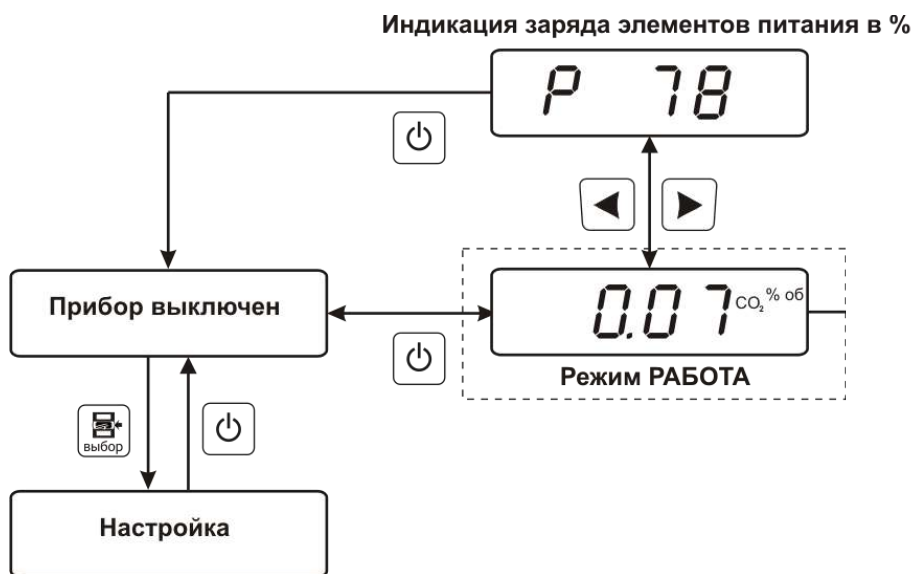 Индикация заряда элементов питания в %
P 78
Прибор выключен
0.07 CO₂ % об
Режим РАБОТА
выбор
Настройка